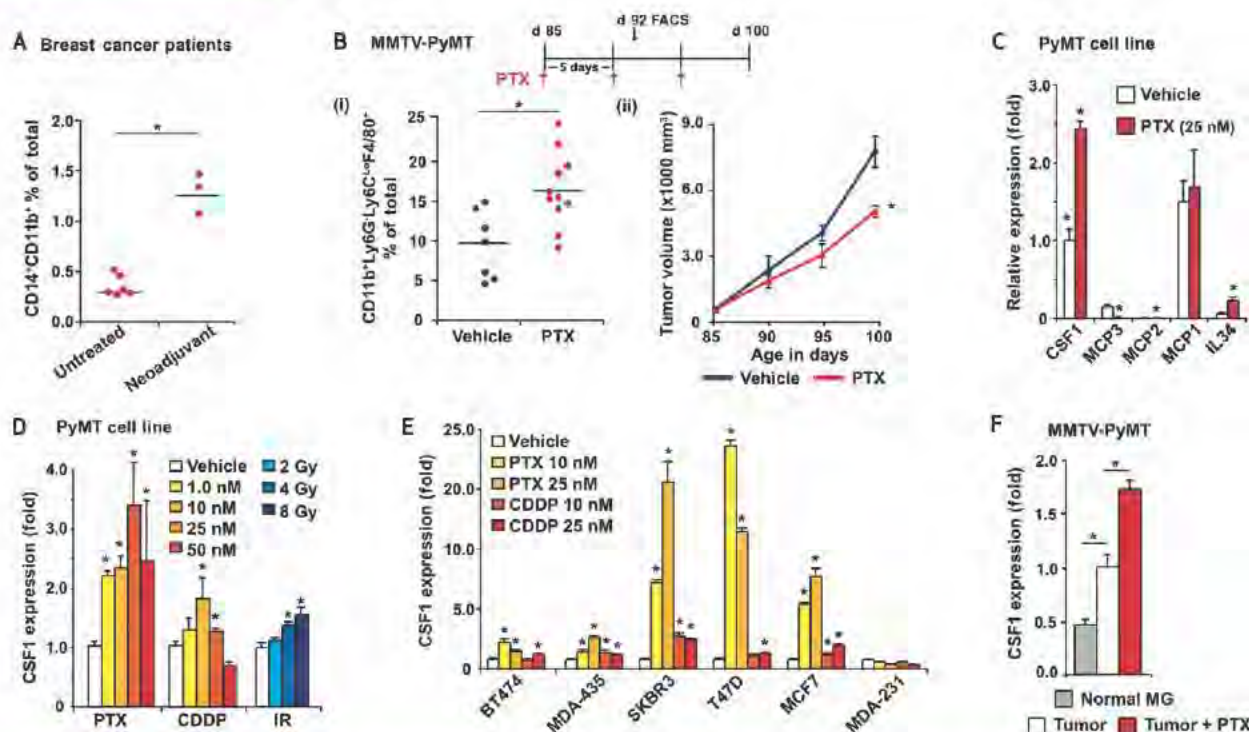 A Breast cancer patients
CD14⁺CD11b⁺ % of total
2.0
1.5
1.0
0.5
0.0
*
Untreated
Neoadjuvant
B MMTV-PyMT
d 85
d 92 FACS
d 100
5 days
PTX
(i)
CD11b⁺Ly6G⁻Ly6CᴸᵒF4/80⁺
% of total
25
20
15
10
5
0
*
Vehicle
PTX
(ii)
Tumor volume (x1000 mm³)
9.0
6.0
3.0
0.0
*
85 90 95 100
Age in days
Vehicle PTX
C PyMT cell line
Relative expression (fold)
3.0
2.0
1.0
0.0
Vehicle
PTX (25 nM)
* * * * *
CSF1 MCP3 MCP2 MCP1 IL34
D PyMT cell line
CSF1 expression (fold)
4.0
3.0
2.0
1.0
0.0
Vehicle
1.0 nM
10 nM
25 nM
50 nM
2 Gy
4 Gy
8 Gy
* * * * * * * *
PTX CDDP IR
E
CSF1 expression (fold)
25.0
20.0
10.0
5.0
0.0
Vehicle
PTX 10 nM
PTX 25 nM
CDDP 10 nM
CDDP 25 nM
* * * * * * * * * * * * * * * * * *
BT474 MDA-435 SKBR3 T47D MCF7 MDA-231
F MMTV-PyMT
CSF1 expression (fold)
2.0
1.5
1.0
0.5
0.0
* *
Normal MG
Tumor Tumor + PTX